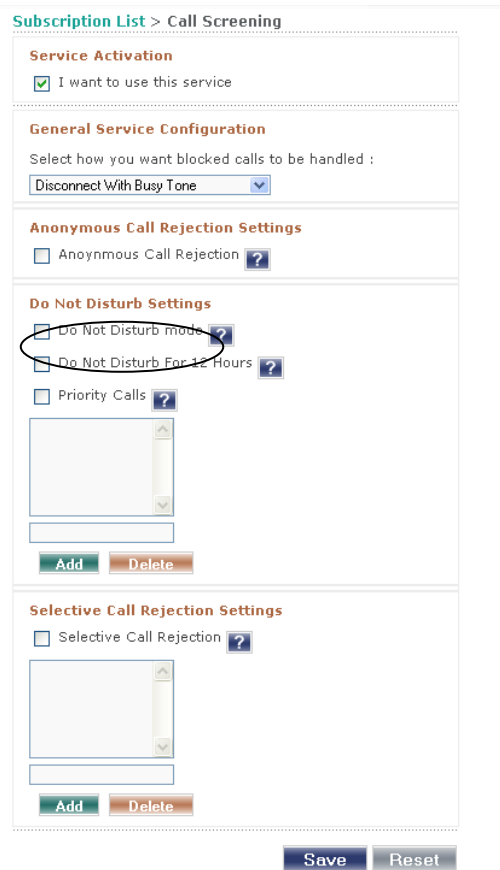 Subscription List > Call Screening
Service Activation
I want to use this service
General Service Configuration
Select how you want blocked calls to be handled :
Disconnect With Busy Tone
Anonymous Call Rejection Settings
Anoynmous Call Rejection ?
Do Not Disturb Settings
Do Not Disturb mode ?
Do Not Disturb For 12 Hours ?
Priority Calls ?
Add Delete
Selective Call Rejection Settings
Selective Call Rejection ?
Add Delete
Save Reset